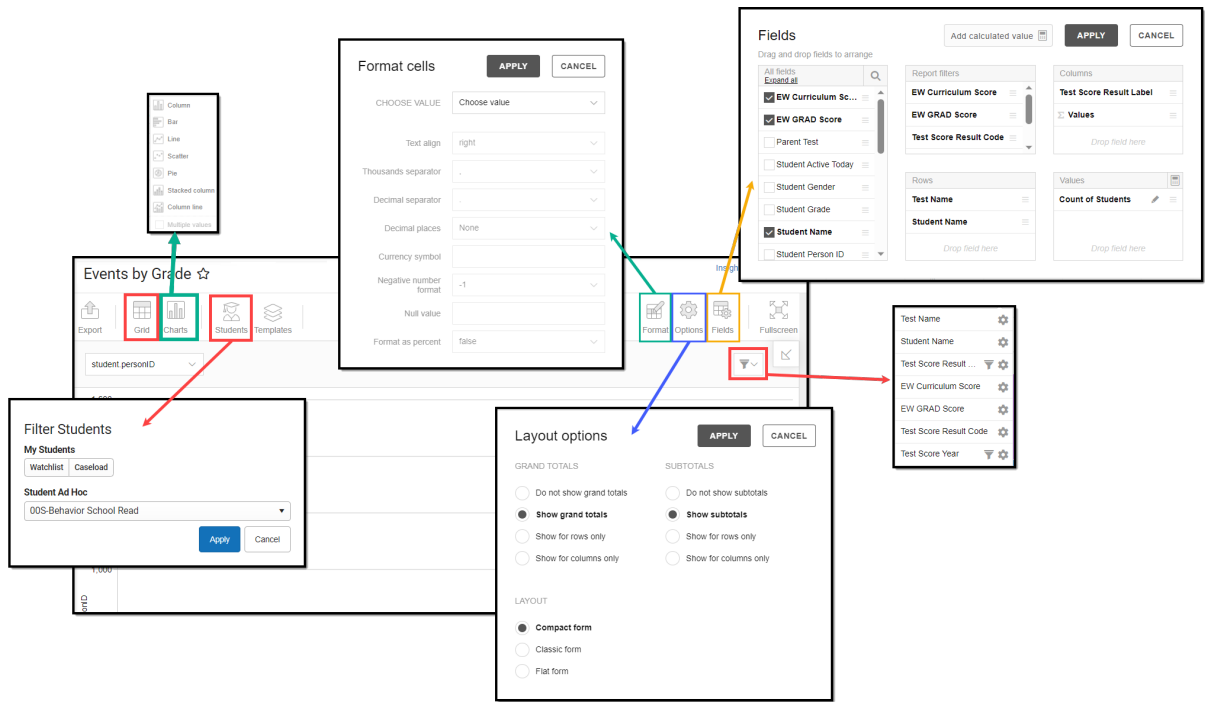 Column
Bar
Line
Scatter
Pie
Stacked column
Column line
Multiple values
Format cells
APPLY
CANCEL
CHOOSE VALUE
Choose value
Text align
right
Thousands separator
,
Decimal separator
.
Decimal places
None
Currency symbol
Negative number format
-1
Null value
Format as percent
false
Fields
Add calculated value
APPLY
CANCEL
Drag and drop fields to arrange
All fields
Expand all
EW Curriculum Sc...
EW GRAD Score
Parent Test
Student Active Today
Student Gender
Student Grade
Student Name
Student Person ID
Report filters
EW Curriculum Score
EW GRAD Score
Test Score Result Code
Columns
Test Score Result Label
Σ Values
Drop field here
Rows
Test Name
Student Name
Drop field here
Values
Count of Students
Drop field here
Events by Grade
Insigh
Export
Grid
Charts
Students
Templates
Format
Options
Fields
Fullscreen
student.personID
1,000
Filter Students
My Students
Watchlist
Caseload
Student Ad Hoc
00S-Behavior School Read
Apply
Cancel
Layout options
APPLY
CANCEL
GRAND TOTALS
SUBTOTALS
Do not show grand totals
Do not show subtotals
Show grand totals
Show subtotals
Show for rows only
Show for rows only
Show for columns only
Show for columns only
LAYOUT
Compact form
Classic form
Flat form
Test Name
Student Name
Test Score Result ...
EW Curriculum Score
EW GRAD Score
Test Score Result Code
Test Score Year